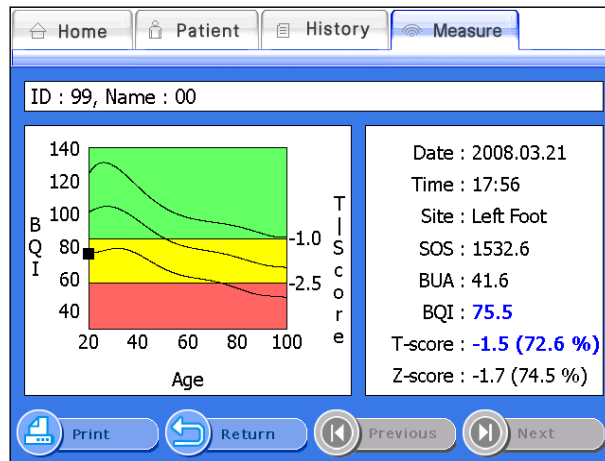 Home Patient History Measure
ID : 99, Name : 00
140
120
100
80
60
40
BQI
20 40 60 80 100
Age
-1.0
-2.5
T-Score
Date : 2008.03.21
Time : 17:56
Site : Left Foot
SOS : 1532.6
BUA : 41.6
BQI : 75.5
T-score : -1.5 (72.6 %)
Z-score : -1.7 (74.5 %)
Print Return Previous Next